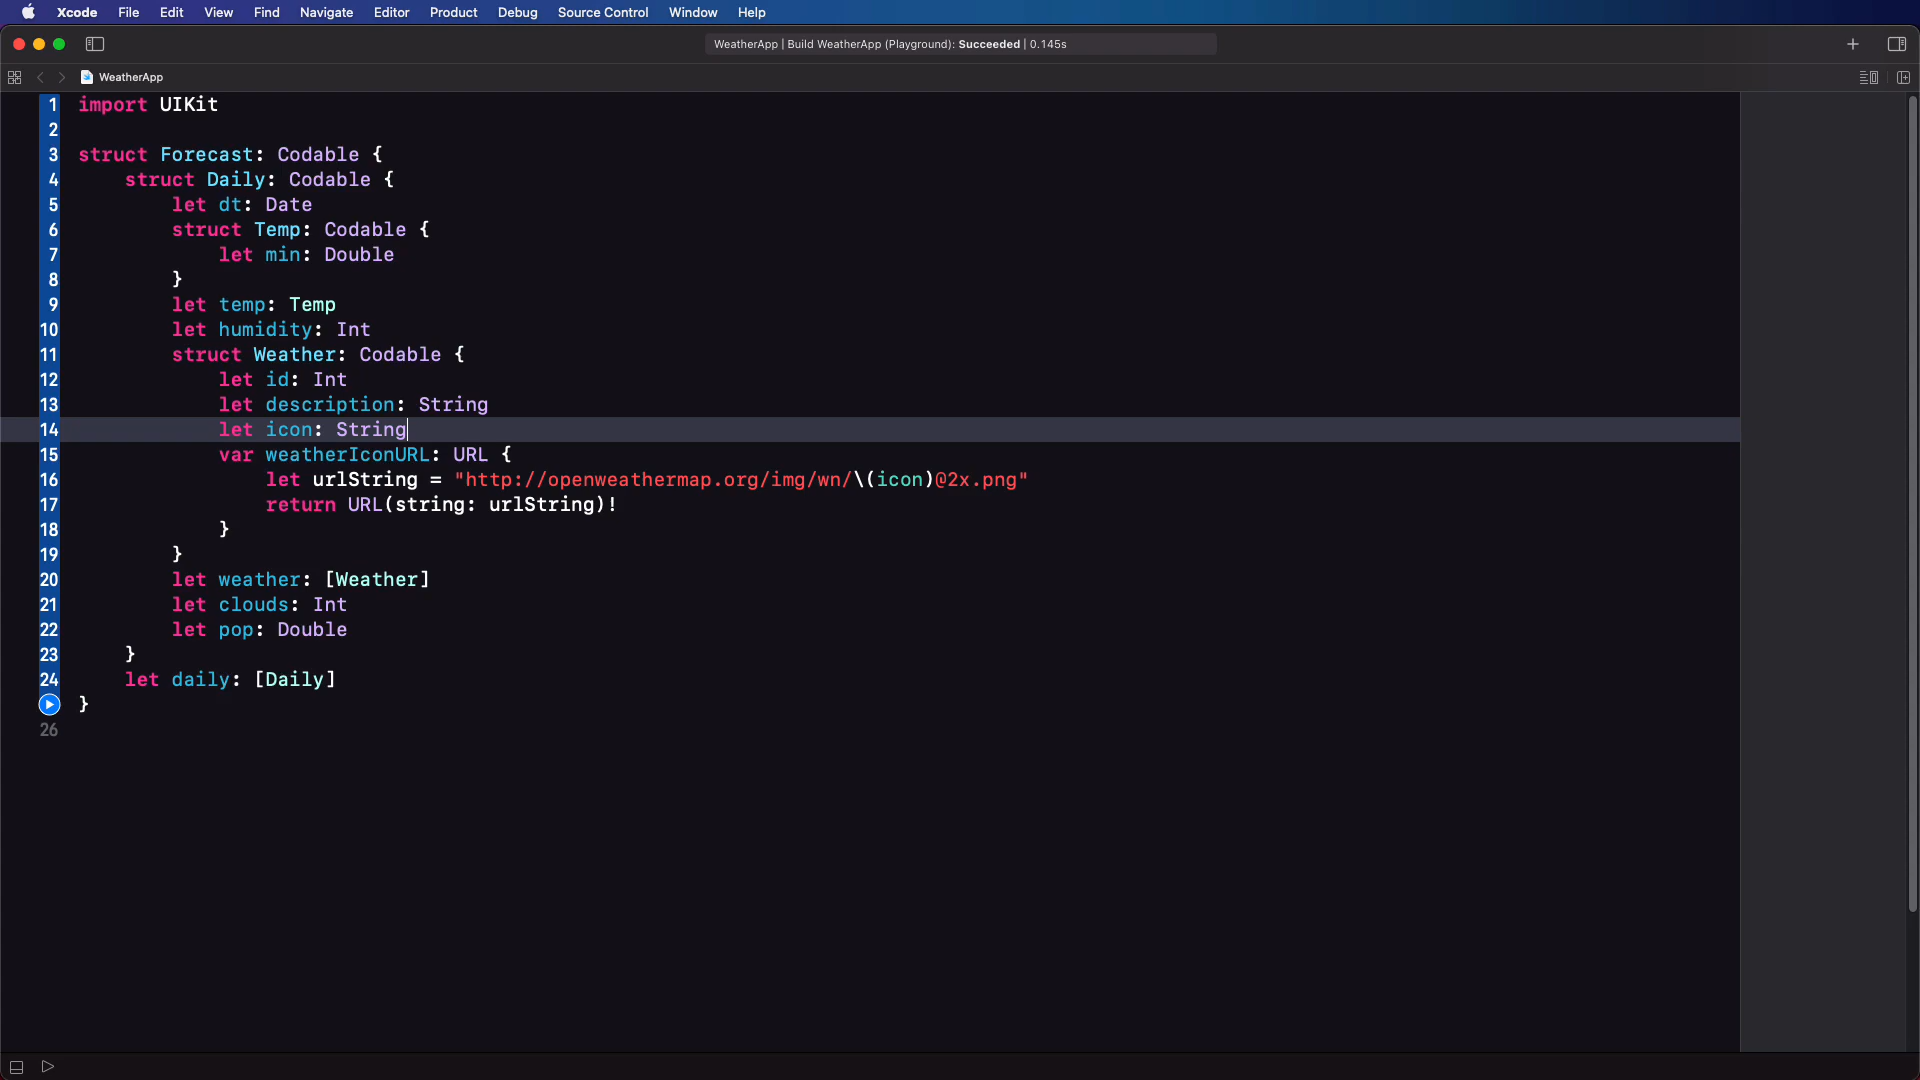 Xcode File Edit View Find Navigate Editor Product Debug Source Control Window Help
WeatherApp | Build WeatherApp (Playground): Succeeded | 0.145s
WeatherApp
1 import UIKit
2
3 struct Forecast: Codable {
4 struct Daily: Codable {
5 let dt: Date
6 struct Temp: Codable {
7 let min: Double
8 }
9 let temp: Temp
10 let humidity: Int
11 struct Weather: Codable {
12 let id: Int
13 let description: String
14 let icon: String
15 var weatherIconURL: URL {
16 let urlString = "http://openweathermap.org/img/wn/\(icon)@2x.png"
17 return URL(string: urlString)!
18 }
19 }
20 let weather: [Weather]
21 let clouds: Int
22 let pop: Double
23 }
24 let daily: [Daily]
}
26